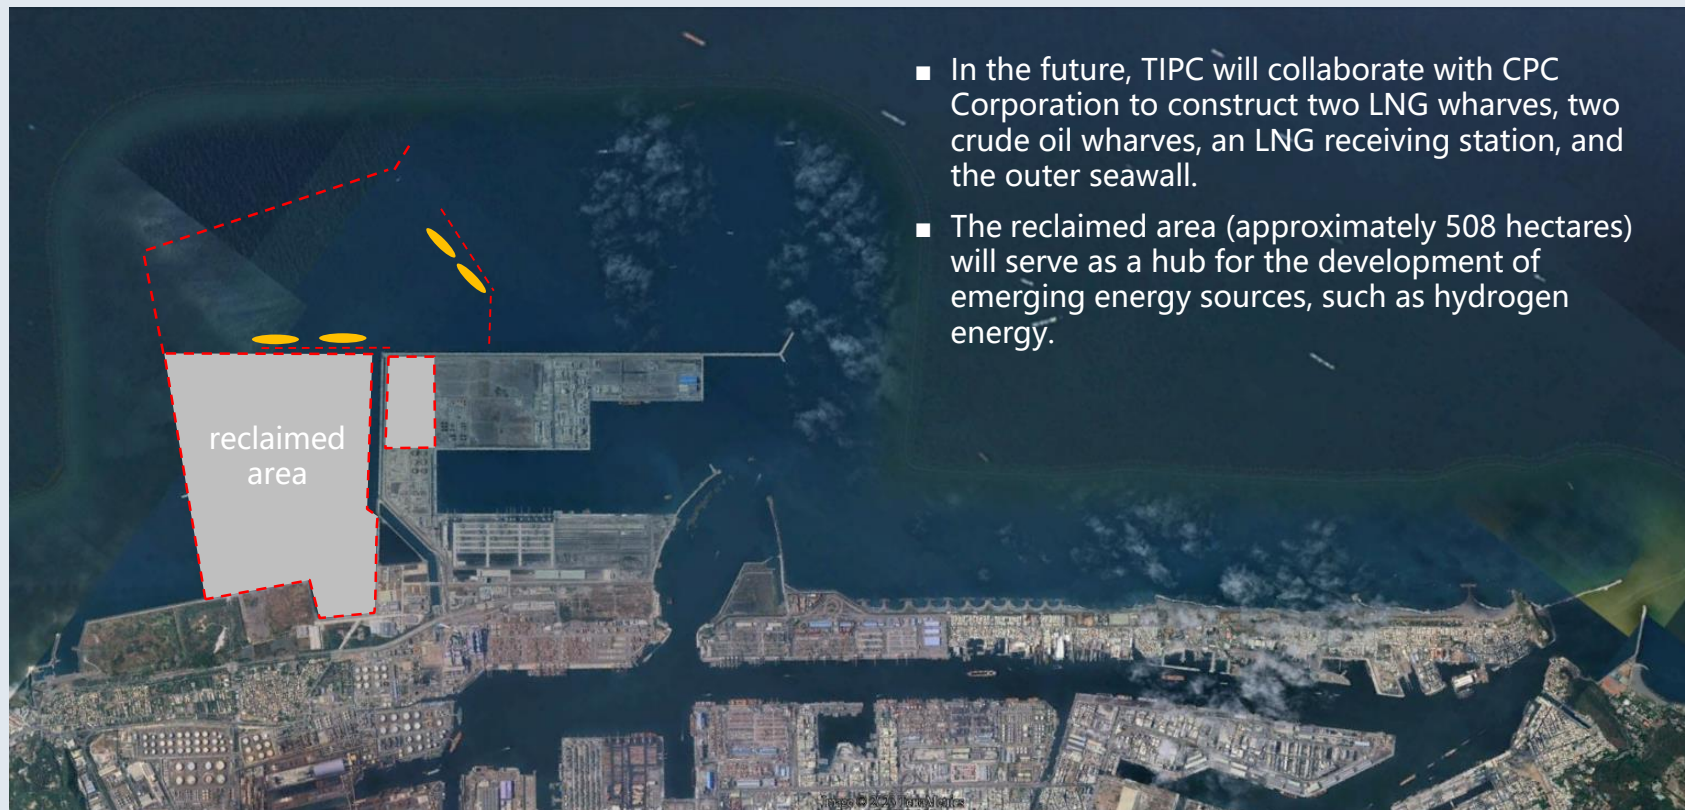 ■ In the future, TIPC will collaborate with CPC
Corporation to construct two LNG wharves, two
crude oil wharves, an LNG receiving station, and
the outer seawall.
■ The reclaimed area (approximately 508 hectares)
will serve as a hub for the development of
emerging energy sources, such as hydrogen
energy.
reclaimed
area